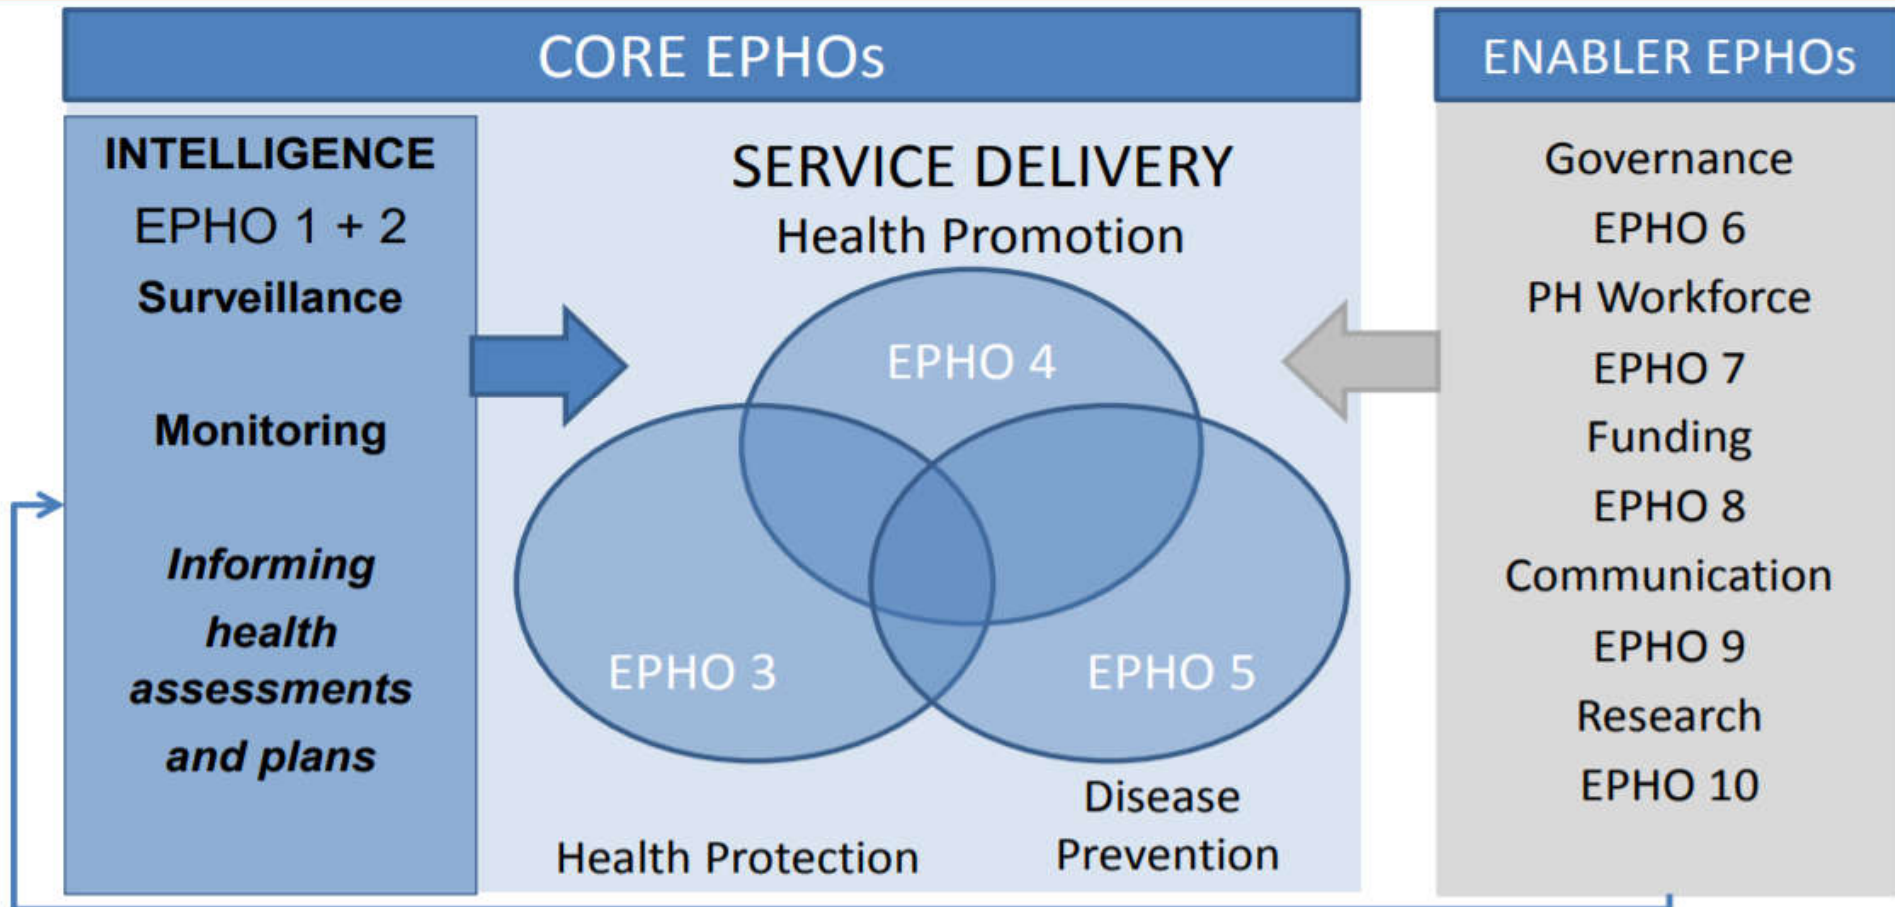 CORE EPHOs
ENABLER EPHOs
INTELLIGENCE
EPHO 1 + 2
Surveillance
Monitoring
Informing
health
assessments
and plans
SERVICE DELIVERY
Health Promotion
EPHO 4
EPHO 3
EPHO 5
Health Protection
Disease
Prevention
Governance
EPHO 6
PH Workforce
EPHO 7
Funding
EPHO 8
Communication
EPHO 9
Research
EPHO 10